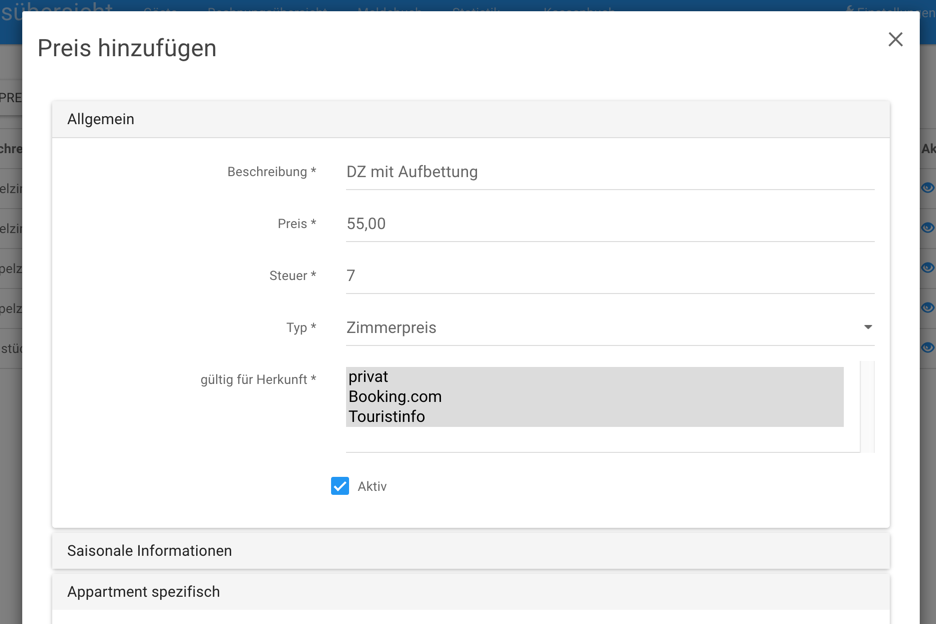 Preis hinzufügen
Allgemein
Beschreibung * DZ mit Aufbettung
Preis * 55,00
Steuer * 7
Typ * Zimmerpreis
gültig für Herkunft * privat
Booking.com
Touristinfo
Aktiv
Saisonale Informationen
Appartment spezifisch